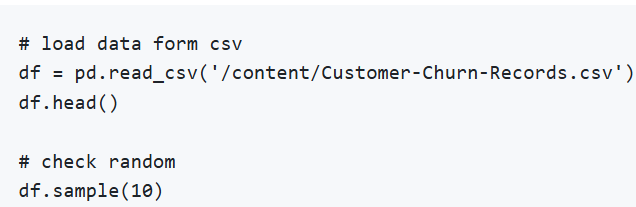 # load data form csv
df = pd.read_csv('/content/Customer-Churn-Records.csv')
df.head()
# check random
df.sample(10)